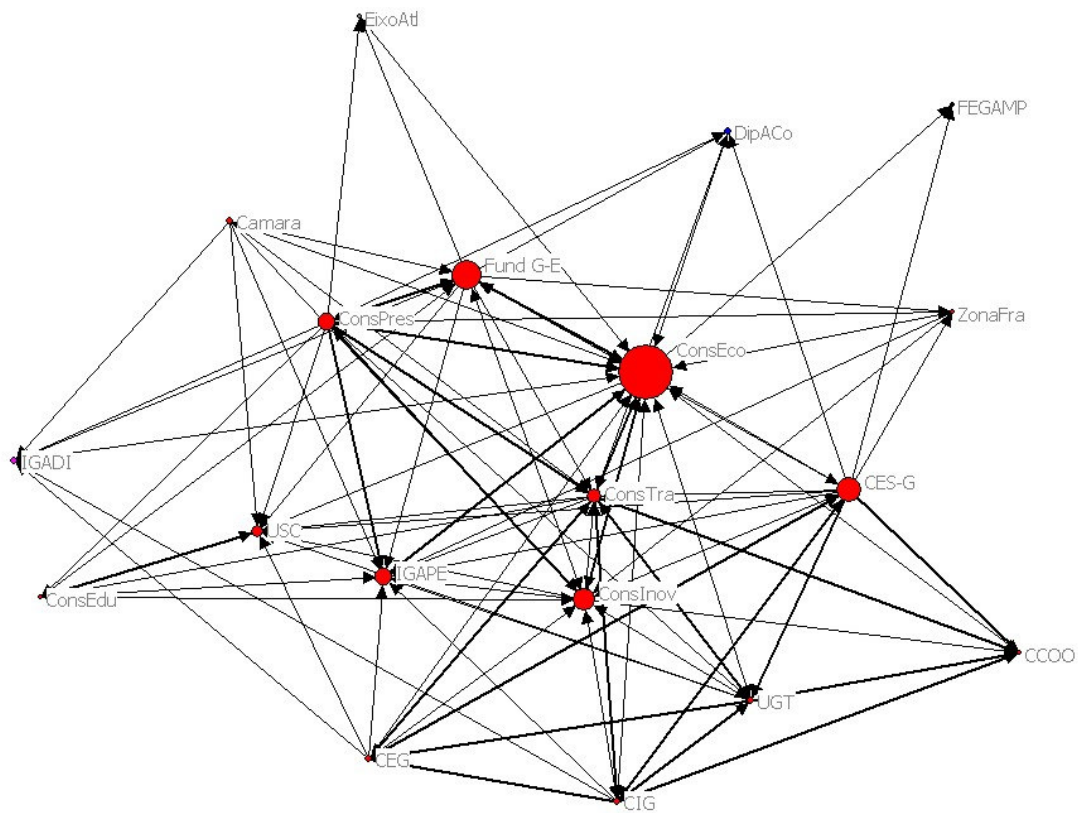 EixoAtl
FEGAMP
DipACo
Camara
Fund G-E
ConsPres
ZonaFra
ConsEco
IGADI
CES-G
ConsTra
USC
IGAPE
ConsEdu
ConsInov
CCOO
UGT
CEG
CIG